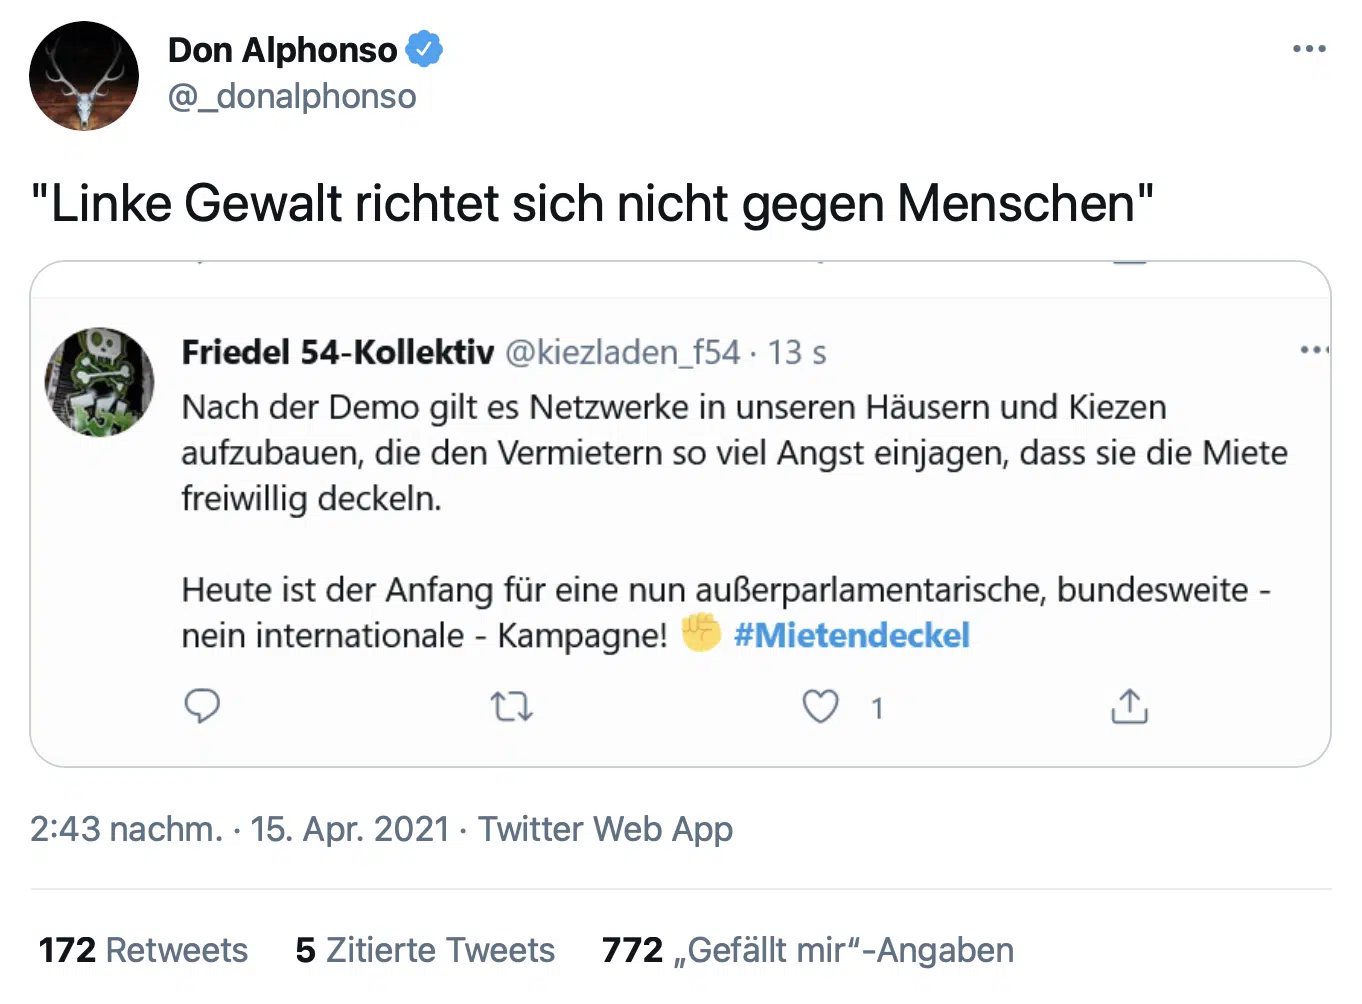 Don Alphonso
@_donalphonso
"Linke Gewalt richtet sich nicht gegen Menschen"
Friedel 54-Kollektiv @kiezladen_f54 · 13 s
Nach der Demo gilt es Netzwerke in unseren Häusern und Kiezen
aufzubauen, die den Vermietern so viel Angst einjagen, dass sie die Miete
freiwillig deckeln.
Heute ist der Anfang für eine nun außerparlamentarische, bundesweite -
nein internationale - Kampagne! ✊ #Mietendeckel
1
2:43 nachm. · 15. Apr. 2021 · Twitter Web App
172 Retweets 5 Zitierte Tweets 772 „Gefällt mir“-Angaben